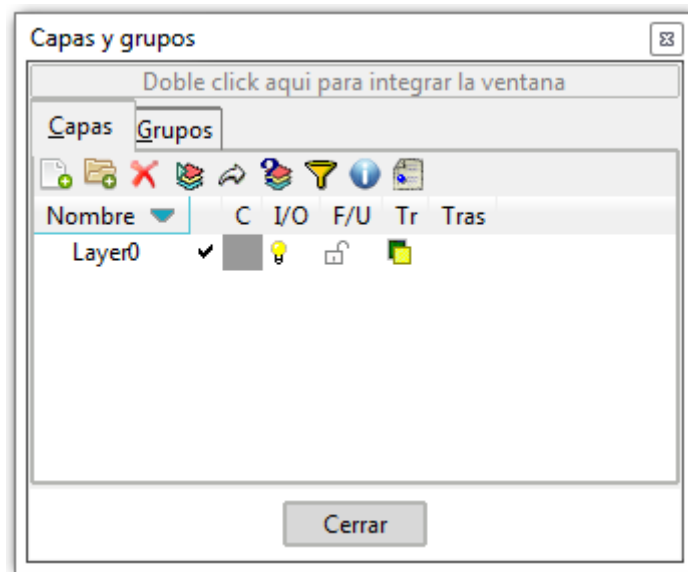 Capas y grupos
Doble click aqui para integrar la ventana
Capas Grupos
Nombre C I/O F/U Tr Tras
Layer0
Cerrar